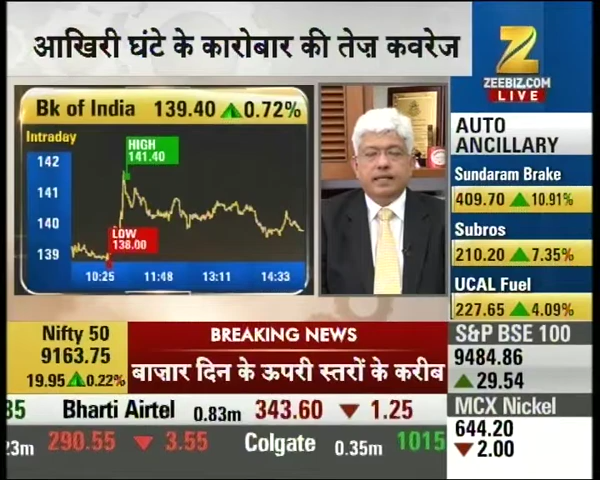 आखिरी घंटे के कारोबार की तेज़ कवरेज
ZEEBIZ.COM
LIVE
Bk of India 139.40 ▲ 0.72%
Intraday
142
141
140
139
HIGH
141.40
LOW
138.00
10:25 11:48 13:11 14:33
AUTO
ANCILLARY
Sundaram Brake
409.70 ▲ 10.91%
Subros
210.20 ▲ 7.35%
UCAL Fuel
227.65 ▲ 4.09%
S&P BSE 100
9484.86
▲ 29.54
MCX Nickel
644.20
▼ 2.00
Nifty 50
9163.75
19.95 ▲ 0.22%
BREAKING NEWS
बाज़ार दिन के ऊपरी स्तरों के करीब
35 Bharti Airtel 0.83m 343.60 ▼ 1.25
23m 290.55 ▼ 3.55 Colgate 0.35m 1015